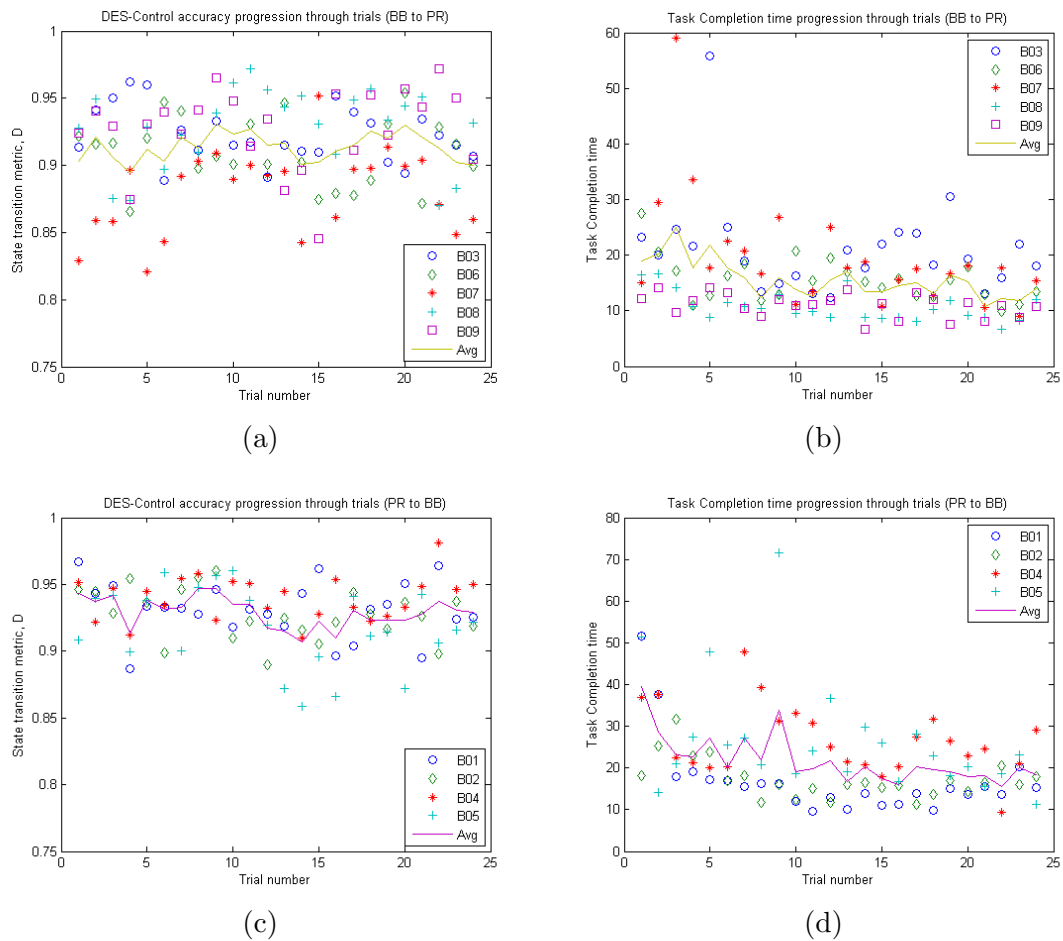 DES-Control accuracy progression through trials (BB to PR)
State transition metric, D
1
0.95
0.9
0.85
0.8
0.75
0 5 10 15 20 25
Trial number
B03
B06
B07
B08
B09
Avg
(a)
Task Completion time progression through trials (BB to PR)
Task Completion time
60
50
40
30
20
10
0
0 5 10 15 20 25
Trial number
B03
B06
B07
B08
B09
Avg
(b)
DES-Control accuracy progression through trials (PR to BB)
State transition metric, D
1
0.95
0.9
0.85
0.8
0.75
0 5 10 15 20 25
Trial number
B01
B02
B04
B05
Avg
(c)
Task Completion time progression through trials (PR to BB)
Task Completion time
80
70
60
50
40
30
20
10
0
0 5 10 15 20 25
Trial number
B01
B02
B04
B05
Avg
(d)